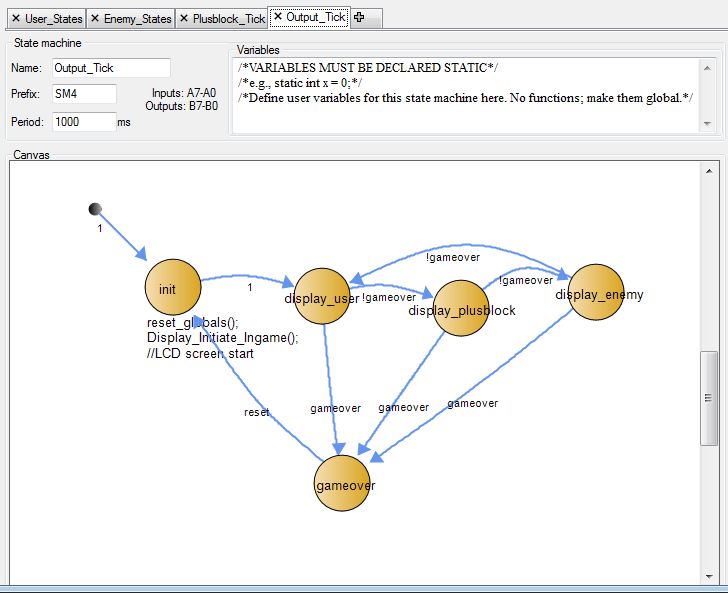 User_States
Enemy_States
Plusblock_Tick
Output_Tick
State machine
Name: Output_Tick
Prefix: SM4
Inputs: A7-A0
Outputs: B7-B0
Period: 1000 ms
Variables
/*VARIABLES MUST BE DECLARED STATIC*/
/*e.g., static int x = 0;*/
/*Define user variables for this state machine here. No functions; make them global.*/
Canvas
1
init
1
display_user
!gameover
!gameover
display_plusblock
!gameover
display_enemy
reset_globals();
Display_Initiate_Ingame();
//LCD screen start
reset
gameover
gameover
gameover
gameover